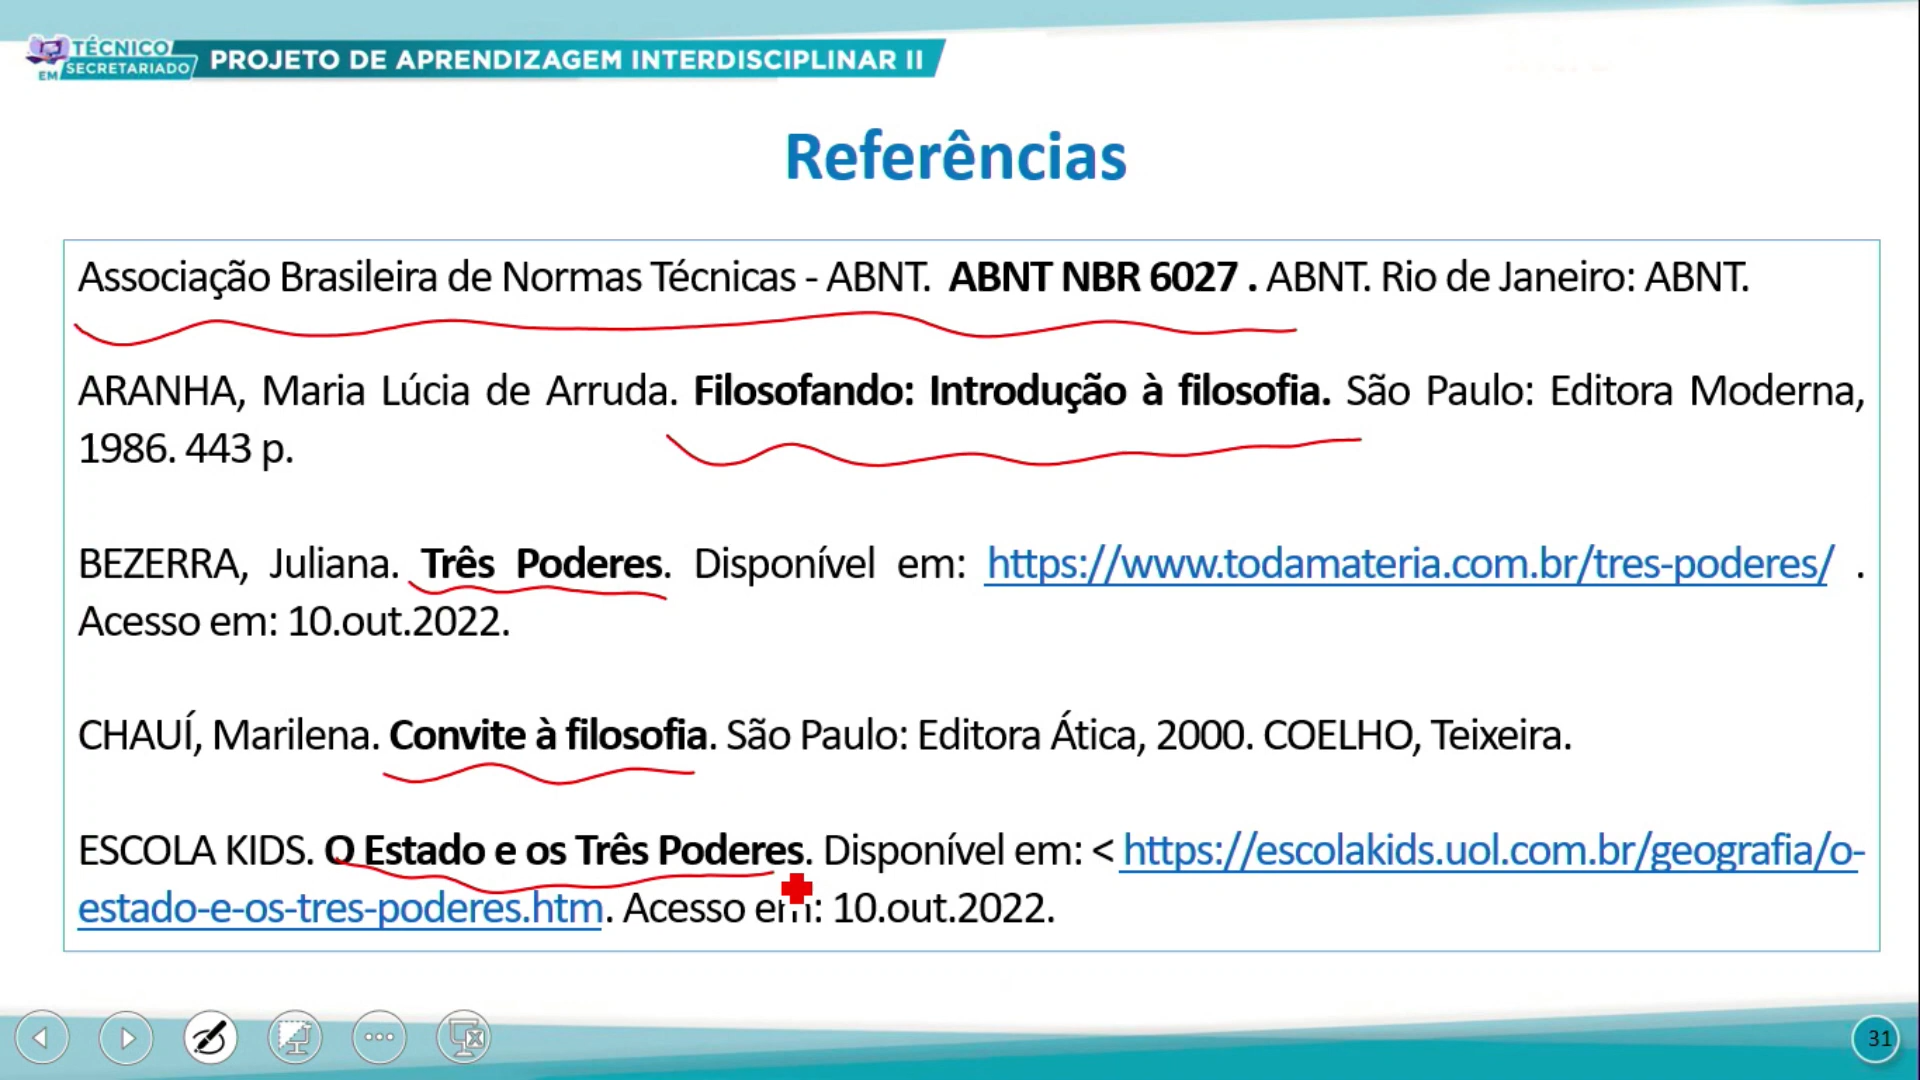 TÉCNICO
EM SECRETARIADO
PROJETO DE APRENDIZAGEM INTERDISCIPLINAR II
Referências
Associação Brasileira de Normas Técnicas - ABNT. ABNT NBR 6027 . ABNT. Rio de Janeiro: ABNT.
ARANHA, Maria Lúcia de Arruda. Filosofando: Introdução à filosofia. São Paulo: Editora Moderna,
1986. 443 p.
BEZERRA, Juliana. Três Poderes. Disponível em: https://www.todamateria.com.br/tres-poderes/ .
Acesso em: 10.out.2022.
CHAUÍ, Marilena. Convite à filosofia. São Paulo: Editora Ática, 2000. COELHO, Teixeira.
ESCOLA KIDS. O Estado e os Três Poderes. Disponível em: < https://escolakids.uol.com.br/geografia/o-
estado-e-os-tres-poderes.htm. Acesso em: 10.out.2022.
31